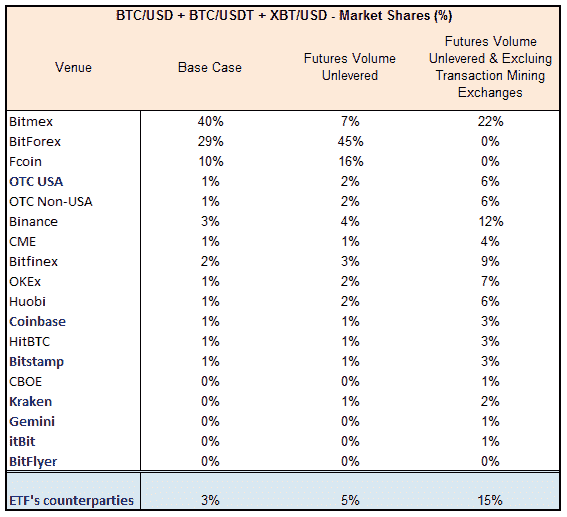 BTC/USD + BTC/USDT + XBT/USD - Market Shares (%)
Venue Base Case Futures Volume Unlevered Futures Volume Unlevered & Excluing Transaction Mining Exchanges
Bitmex 40% 7% 22%
BitForex 29% 45% 0%
Fcoin 10% 16% 0%
OTC USA 1% 2% 6%
OTC Non-USA 1% 2% 6%
Binance 3% 4% 12%
CME 1% 1% 4%
Bitfinex 2% 3% 9%
OKEx 1% 2% 7%
Huobi 1% 2% 6%
Coinbase 1% 1% 3%
HitBTC 1% 1% 3%
Bitstamp 1% 1% 3%
CBOE 0% 0% 1%
Kraken 0% 1% 2%
Gemini 0% 0% 1%
itBit 0% 0% 1%
BitFlyer 0% 0% 0%
ETF's counterparties 3% 5% 15%